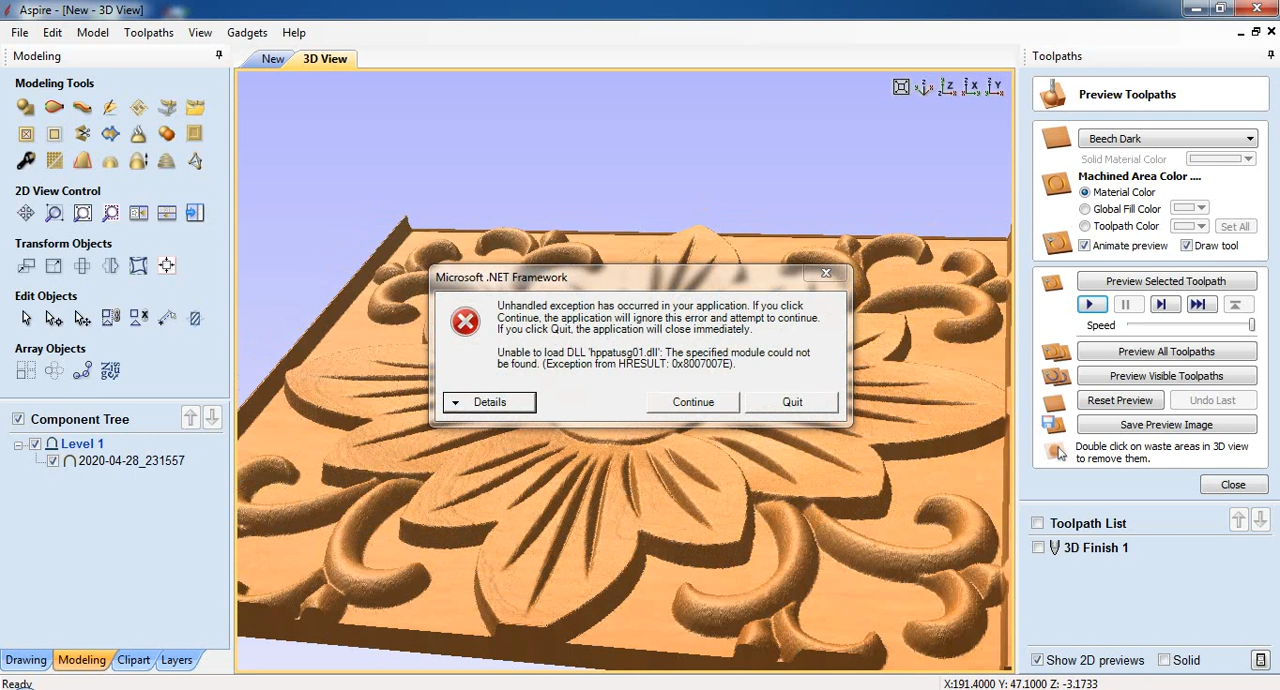 Aspire - [New - 3D View]
File Edit Model Toolpaths View Gadgets Help
Modeling
Modeling Tools
2D View Control
Transform Objects
Edit Objects
Array Objects
Component Tree
Level 1
2020-04-28_231557
Drawing Modeling Clipart Layers
Ready
New 3D View
Z X Y
Microsoft .NET Framework
Unhandled exception has occurred in your application. If you click
Continue, the application will ignore this error and attempt to continue.
If you click Quit, the application will close immediately.
Unable to load DLL 'hppatusg01.dll': The specified module could not
be found. (Exception from HRESULT: 0x8007007E).
Details Continue Quit
Toolpaths
Preview Toolpaths
Beech Dark
Solid Material Color
Machined Area Color ....
Material Color
Global Fill Color
Toolpath Color Set All
Animate preview Draw tool
Preview Selected Toolpath
Speed
Preview All Toolpaths
Preview Visible Toolpaths
Reset Preview Undo Last
Save Preview Image
Double click on waste areas in 3D view
to remove them.
Close
Toolpath List
3D Finish 1
Show 2D previews Solid
X:191.4000 Y: 47.1000 Z: -3.1733